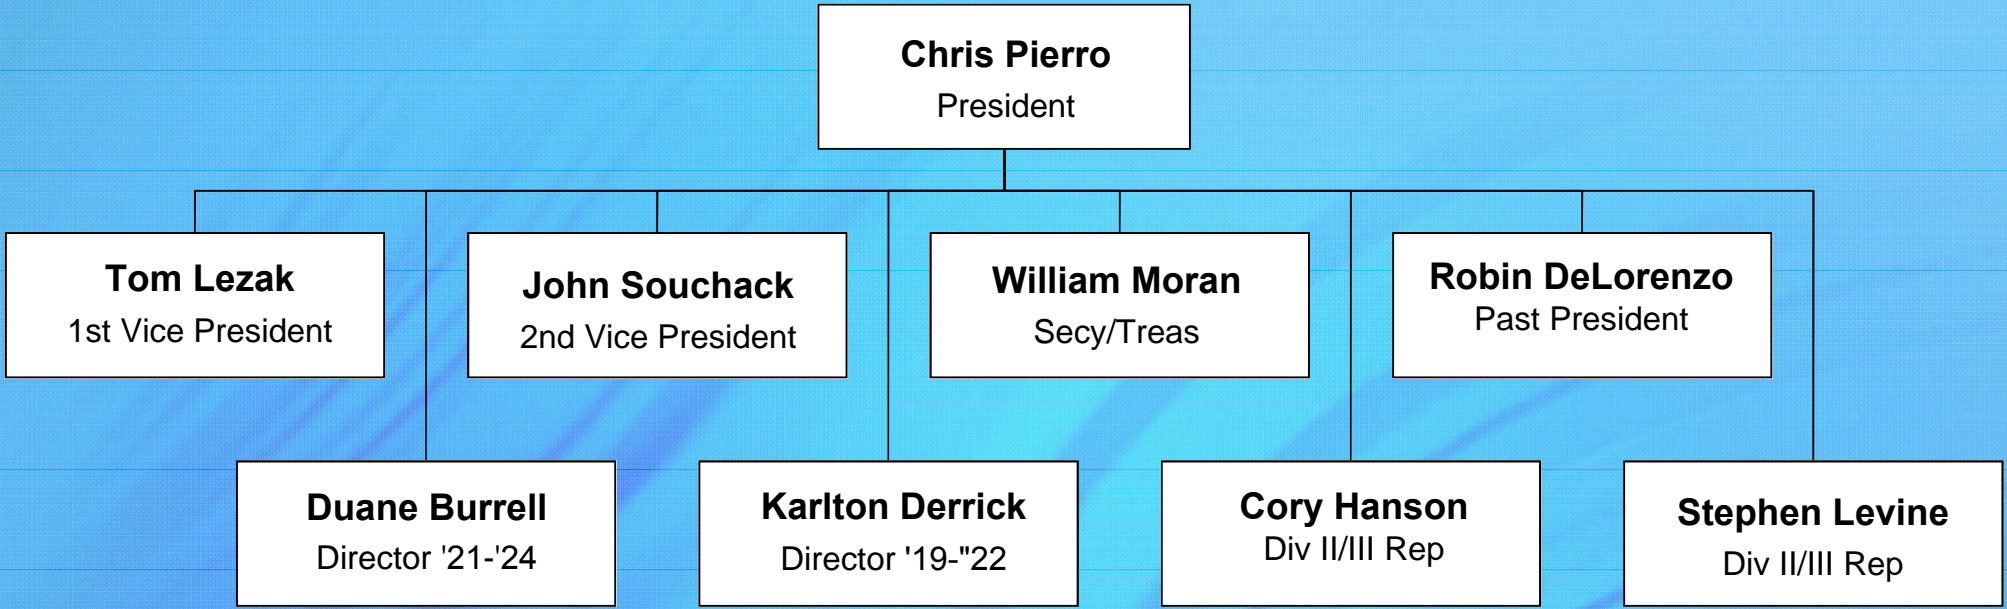 Chris Pierro
President
Tom Lezak
1st Vice President
John Souchack
2nd Vice President
William Moran
Secy/Treas
Robin DeLorenzo
Past President
Duane Burrell
Director '21-'24
Karlton Derrick
Director '19-"22
Cory Hanson
Div II/III Rep
Stephen Levine
Div II/III Rep